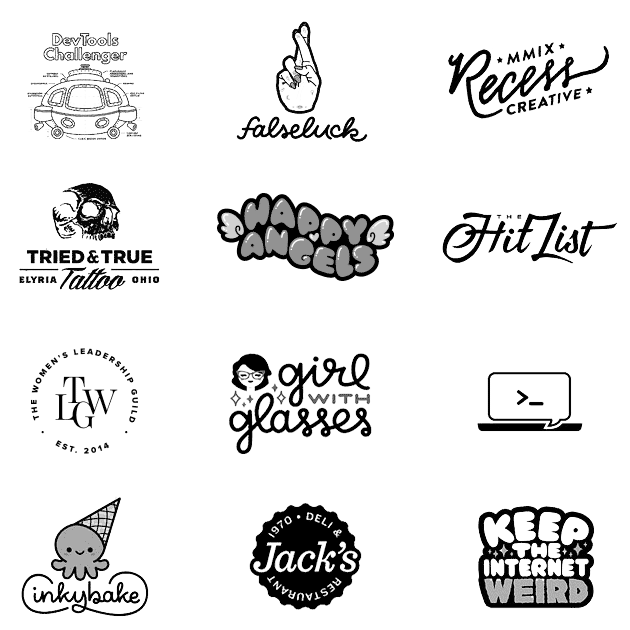 DevTools
Challenger
falseluck
MMIX
Recess
CREATIVE
TRIED & TRUE
ELYRIA Tattoo OHIO
HAPPY
ANGELS
THE
Hit List
THE WOMEN'S LEADERSHIP GUILD
TWLG
EST. 2014
girl
WITH
glasses
>_
inkybake
1970 • DELI &
Jack's
RESTAURANT
KEEP
THE
INTERNET
WEIRD